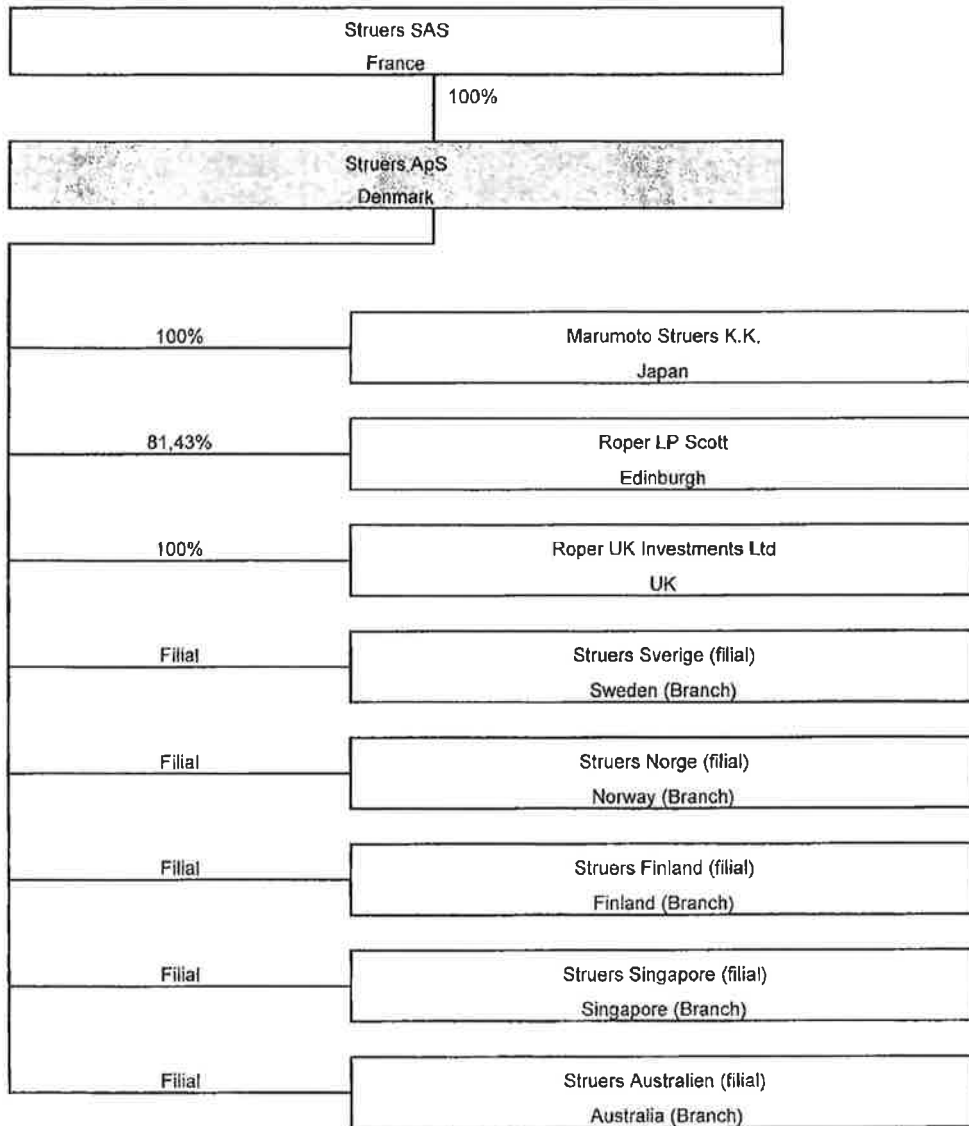 Struers SAS
France
100%
Struers ApS
Denmark
100%
Marumoto Struers K.K.
Japan
81,43%
Roper LP Scott
Edinburgh
100%
Roper UK Investments Ltd
UK
Filial
Struers Sverige (filial)
Sweden (Branch)
Filial
Struers Norge (filial)
Norway (Branch)
Filial
Struers Finland (filial)
Finland (Branch)
Filial
Struers Singapore (filial)
Singapore (Branch)
Filial
Struers Australien (filial)
Australia (Branch)